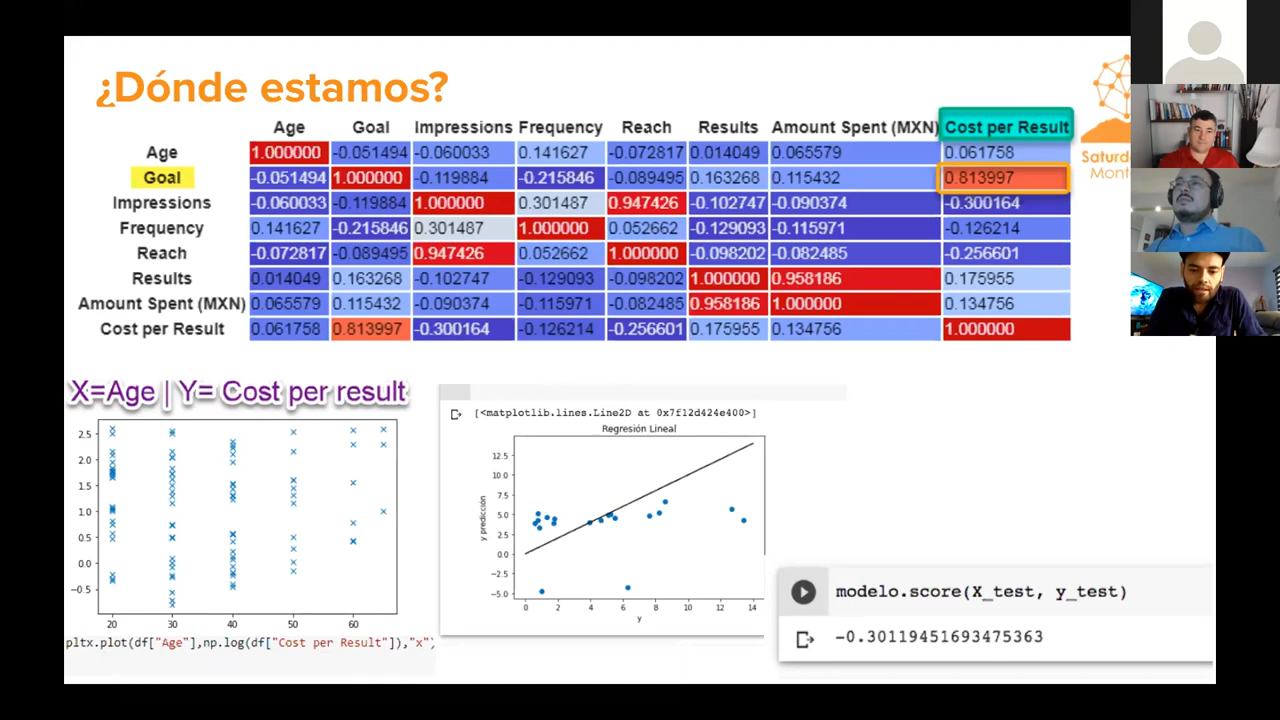 ¿Dónde estamos?
Age Goal Impressions Frequency Reach Results Amount Spent (MXN) Cost per Result
Age 1.000000 -0.051494 -0.060033 0.141627 -0.072817 0.014049 0.065579 0.061758
Goal -0.051494 1.000000 -0.119884 -0.215846 -0.089495 0.163268 0.115432 0.813997
Impressions -0.060033 -0.119884 1.000000 0.301487 0.947426 -0.102747 -0.090374 -0.300164
Frequency 0.141627 -0.215846 0.301487 1.000000 0.052662 -0.129093 -0.115971 -0.126214
Reach -0.072817 -0.089495 0.947426 0.052662 1.000000 -0.098202 -0.082485 -0.256601
Results 0.014049 0.163268 -0.102747 -0.129093 -0.098202 1.000000 0.958186 0.175955
Amount Spent (MXN) 0.065579 0.115432 -0.090374 -0.115971 -0.082485 0.958186 1.000000 0.134756
Cost per Result 0.061758 0.813997 -0.300164 -0.126214 -0.256601 0.175955 0.134756 1.000000
Saturd
Mont
X=Age | Y= Cost per result
2.5
2.0
1.5
1.0
0.5
0.0
-0.5
20 30 40 50 60
pltx.plot(df["Age"],np.log(df["Cost per Result"]),"x")
[<matplotlib.lines.Line2D at 0x7f12d424e400>]
Regresión Lineal
y predicción
12.5
10.0
7.5
5.0
2.5
0.0
-2.5
-5.0
0 2 4 6 8 10 12 14
y
modelo.score(X_test, y_test)
-0.30119451693475363